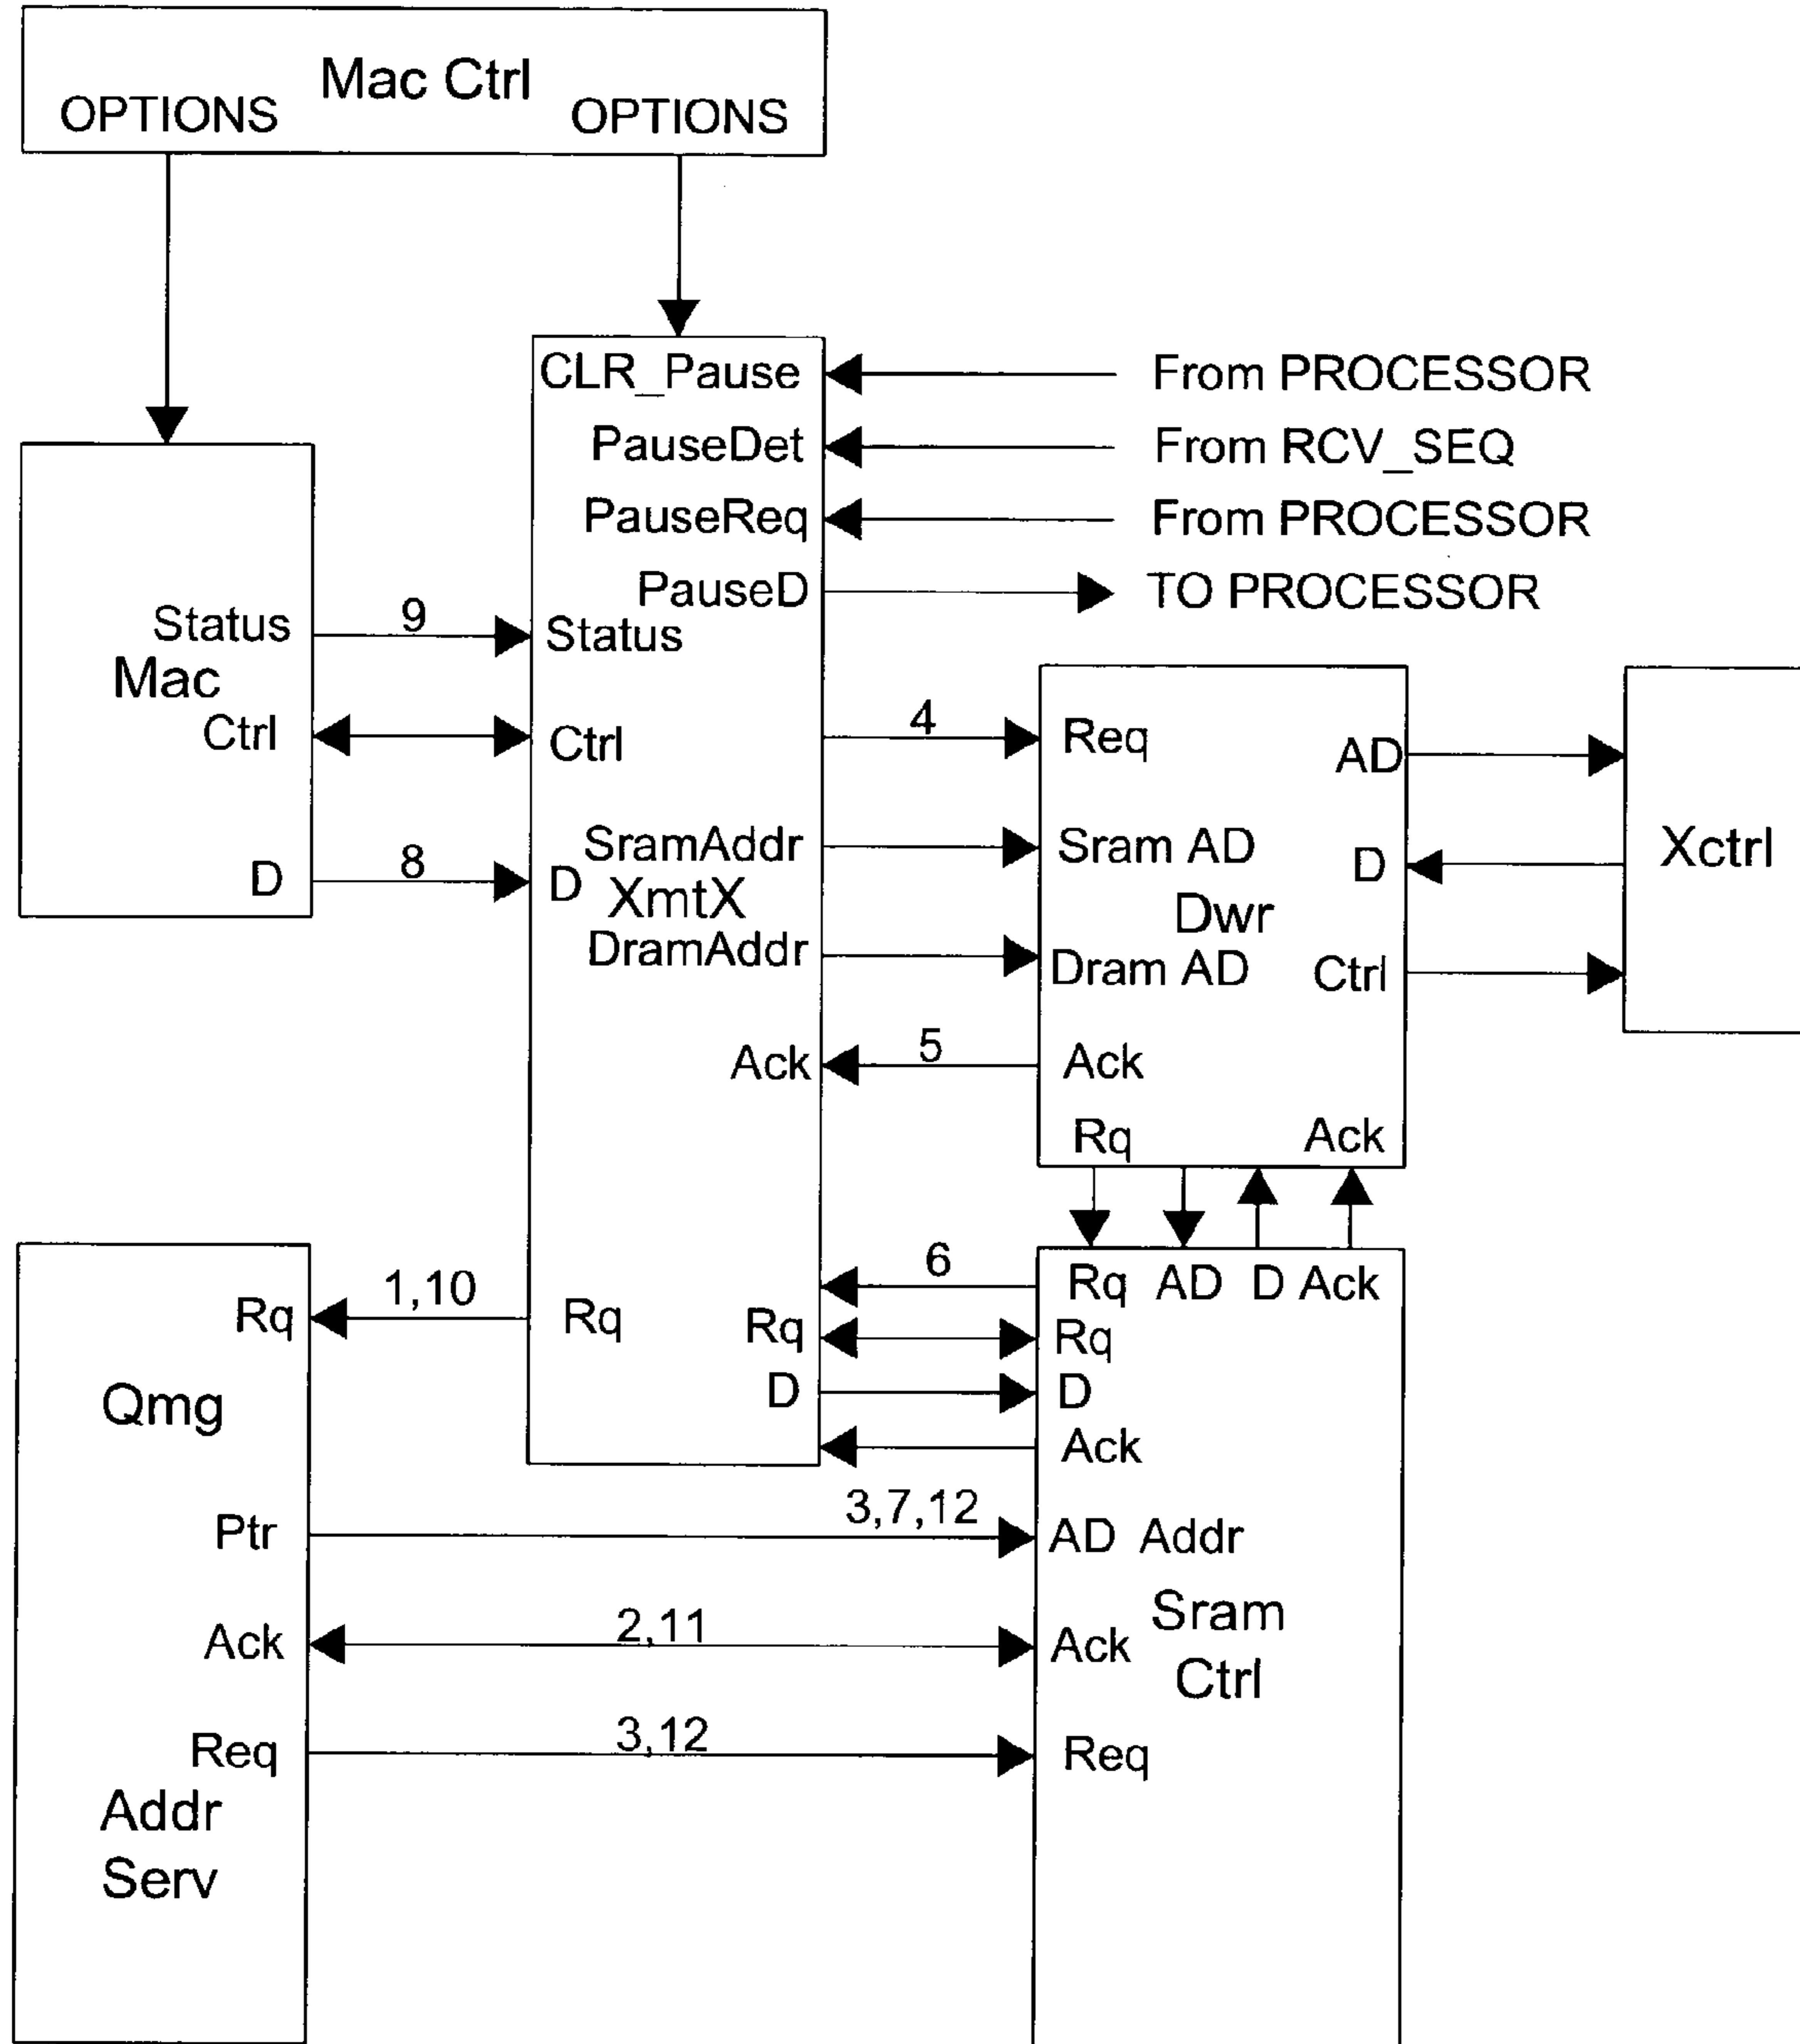 Mac Ctrl
OPTIONS OPTIONS
CLR_Pause From PROCESSOR
PauseDet From RCV_SEQ
PauseReq From PROCESSOR
PauseD TO PROCESSOR
Status 9 Status
Mac
Ctrl Ctrl 4 Req AD
SramAddr Sram AD D Xctrl
D 8 D XmtX Dwr
DramAddr Dram AD Ctrl
Ack 5 Ack
Rq Ack
6 Rq AD D Ack
Rq 1,10 Rq Rq Rq
Qmg D D
Ack
Ptr 3,7,12 AD Addr
Sram
Ack 2,11 Ack
Ctrl
Req 3,12 Req
Addr
Serv